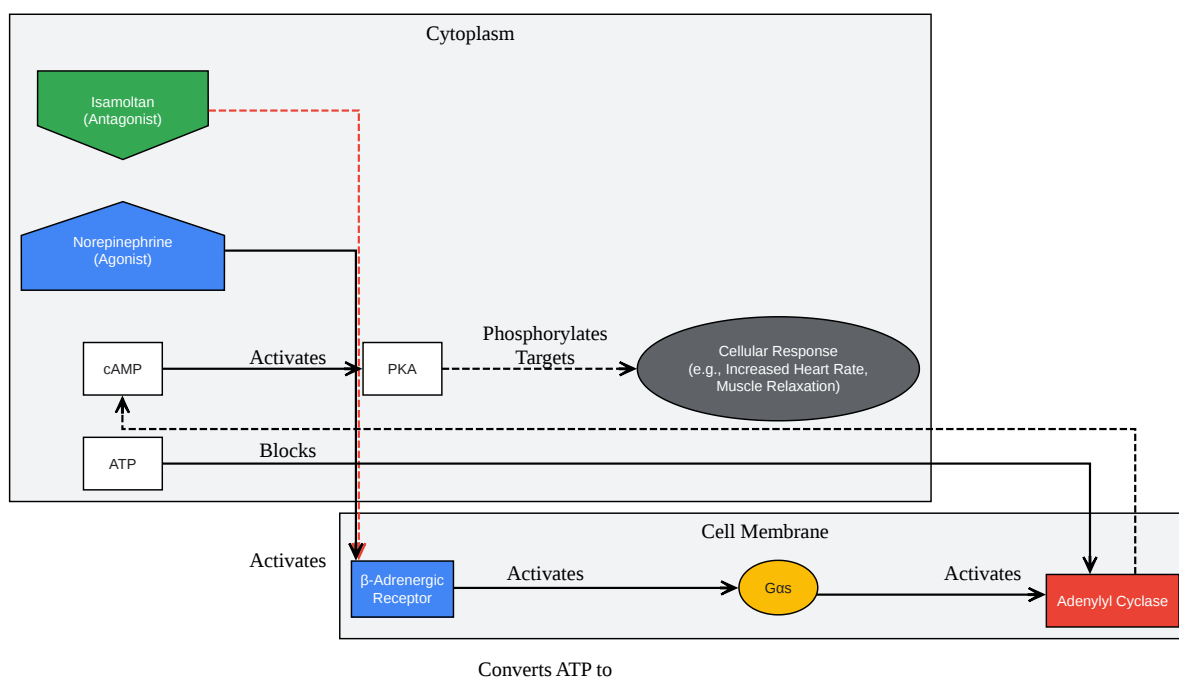 Cytoplasm
Isamoltan
(Antagonist)
Norepinephrine
(Agonist)
cAMP
Activates
PKA
Phosphorylates
Targets
Cellular Response
(e.g., Increased Heart Rate,
Muscle Relaxation)
ATP
Blocks
Cell Membrane
Activates
β-Adrenergic
Receptor
Activates
Gαs
Activates
Adenylyl Cyclase
Converts ATP to